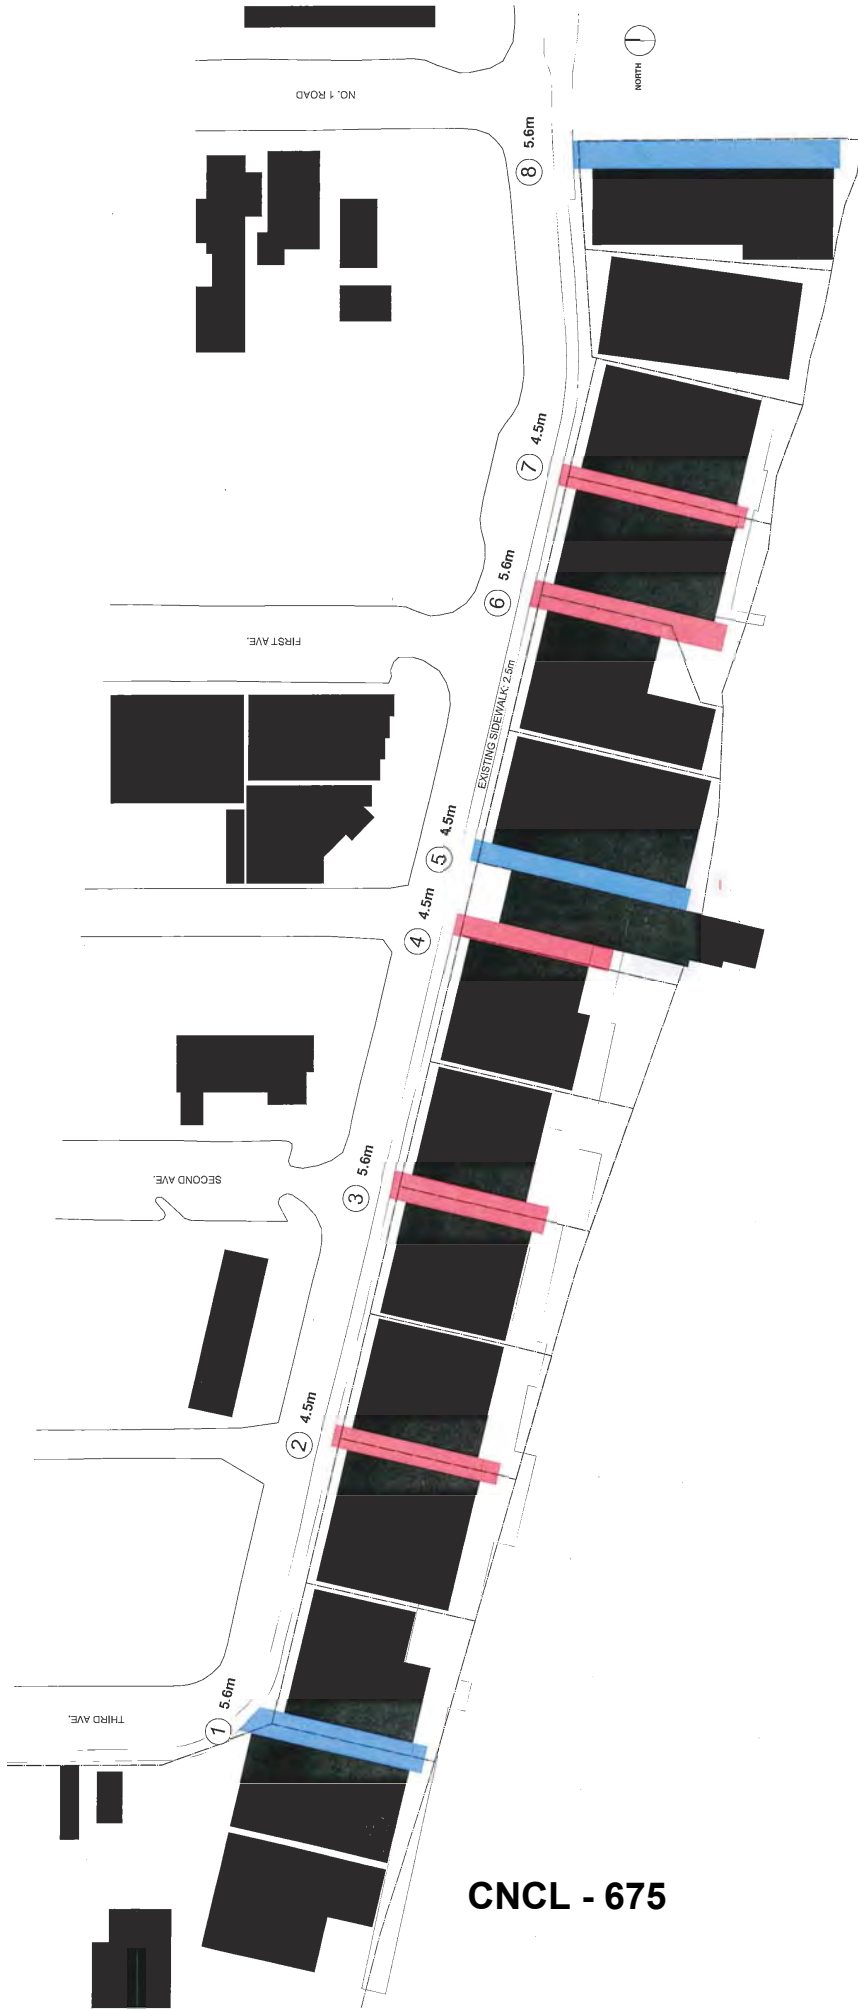 NORTH
NO. 1 ROAD
8 5.6m
7 4.5m
6 5.6m
FIRST AVE.
EXISTING SIDEWALK: 2.5m
5 4.5m
4 4.5m
SECOND AVE.
3 5.6m
2 4.5m
1 5.6m
THIRD AVE.
CNCL - 675